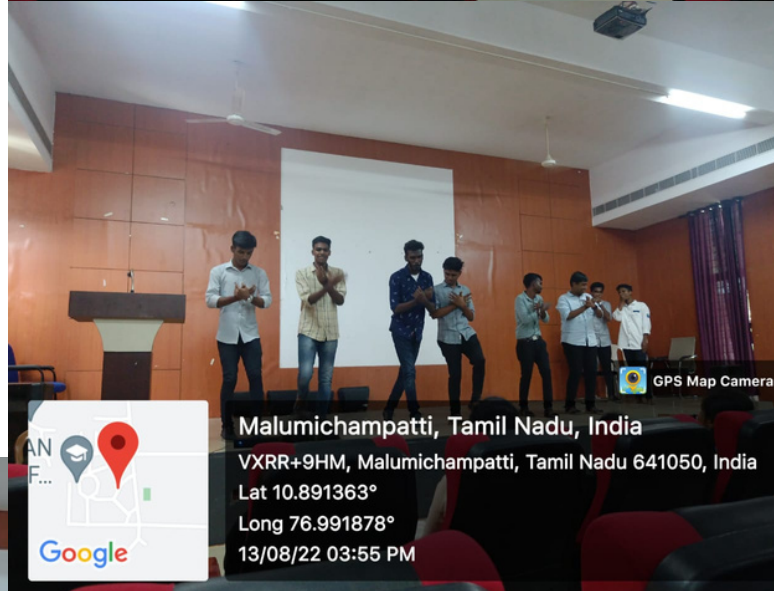 GPS Map Camera
AN
F...
Google
Malumichampatti, Tamil Nadu, India
VXRR+9HM, Malumichampatti, Tamil Nadu 641050, India
Lat 10.891363°
Long 76.991878°
13/08/22 03:55 PM